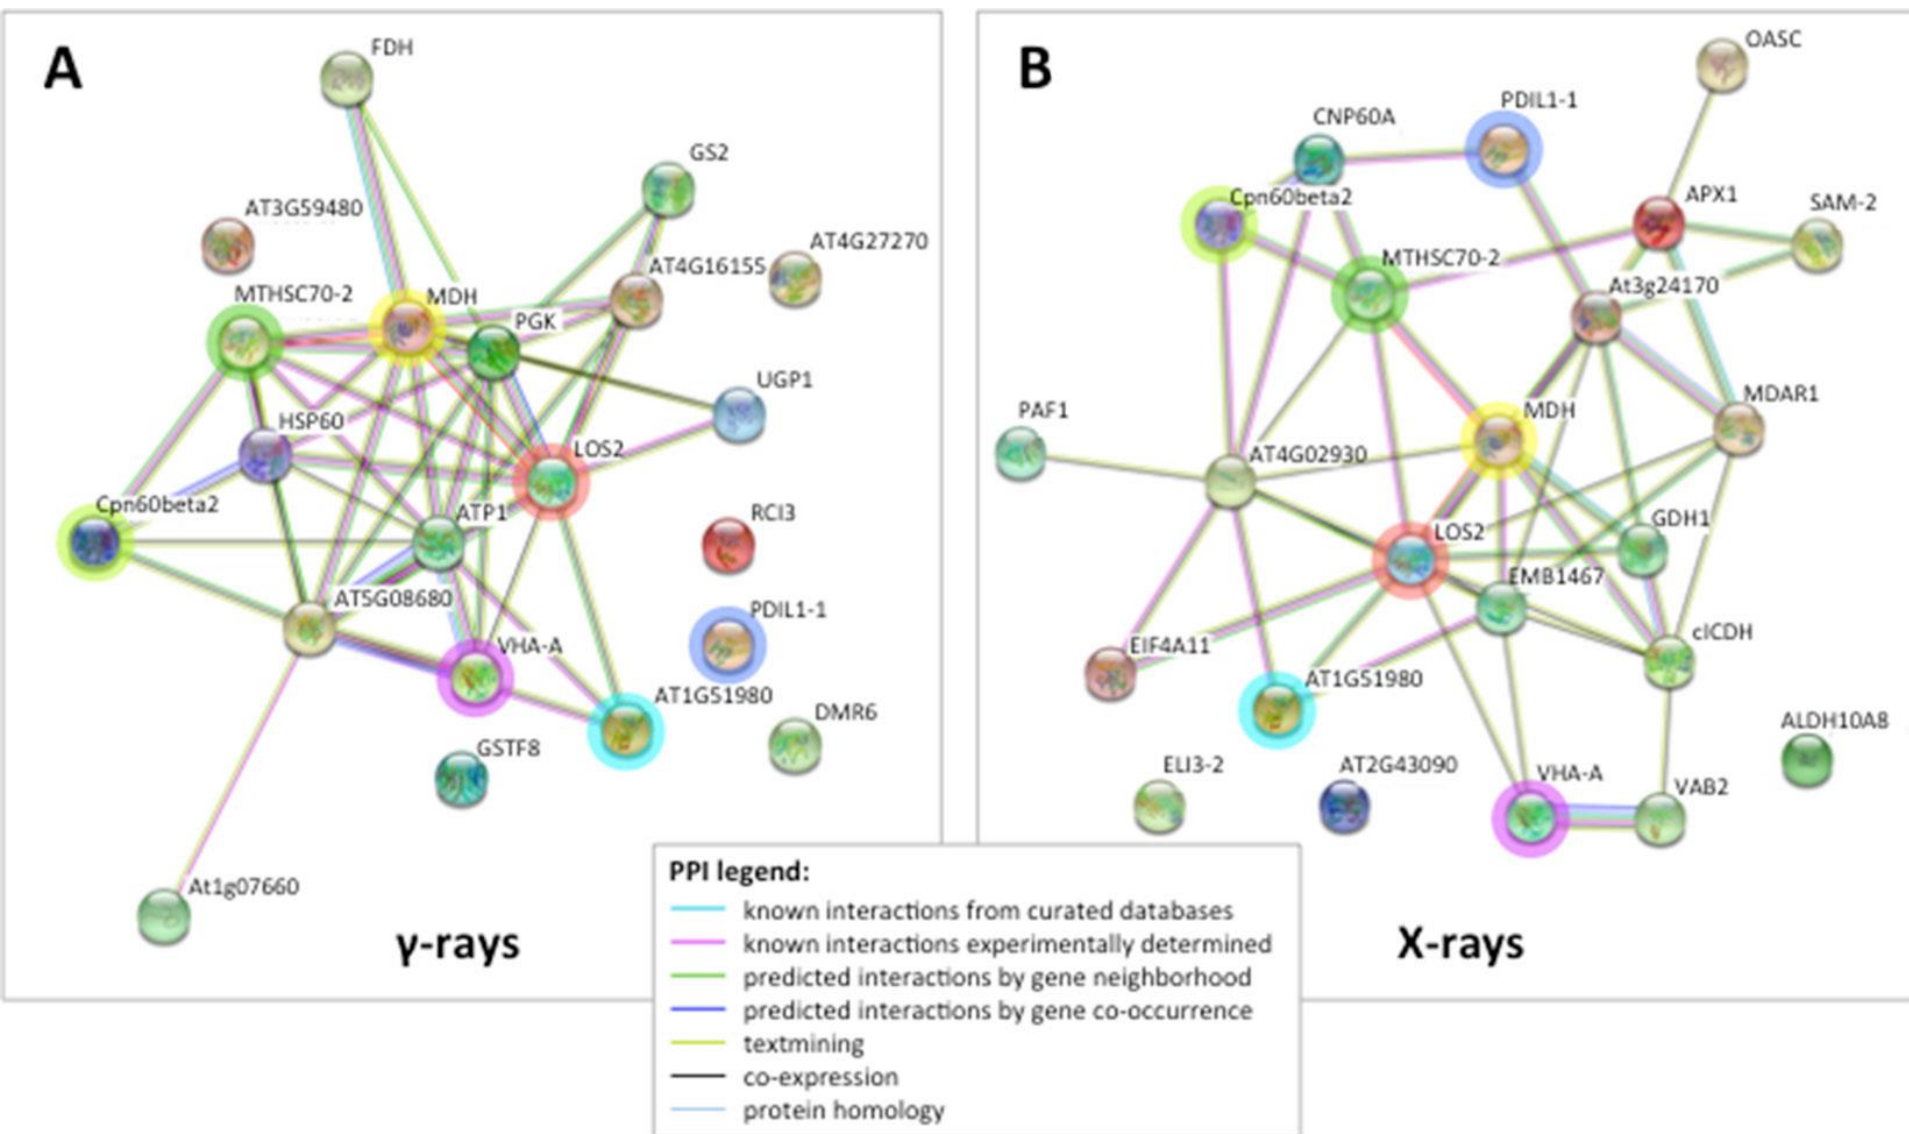 A
FDH
GS2
AT3G59480
AT4G27270
AT4G16155
MTHSC70-2
MDH
PGK
UGP1
HSP60
LOS2
Cpn60beta2
ATP1
RCI3
AT5G08680
PDIL1-1
VHA-A
AT1G51980
DMR6
GSTF8
At1g07660
γ-rays
B
OASC
PDIL1-1
CNP60A
Cpn60beta2
APX1
SAM-2
MTHSC70-2
At3g24170
MDAR1
PAF1
MDH
AT4G02930
GDH1
LOS2
EMB1467
cICDH
EIF4A11
AT1G51980
ALDH10A8
ELI3-2
AT2G43090
VHA-A
VAB2
X-rays
PPI legend:
known interactions from curated databases
known interactions experimentally determined
predicted interactions by gene neighborhood
predicted interactions by gene co-occurrence
textmining
co-expression
protein homology